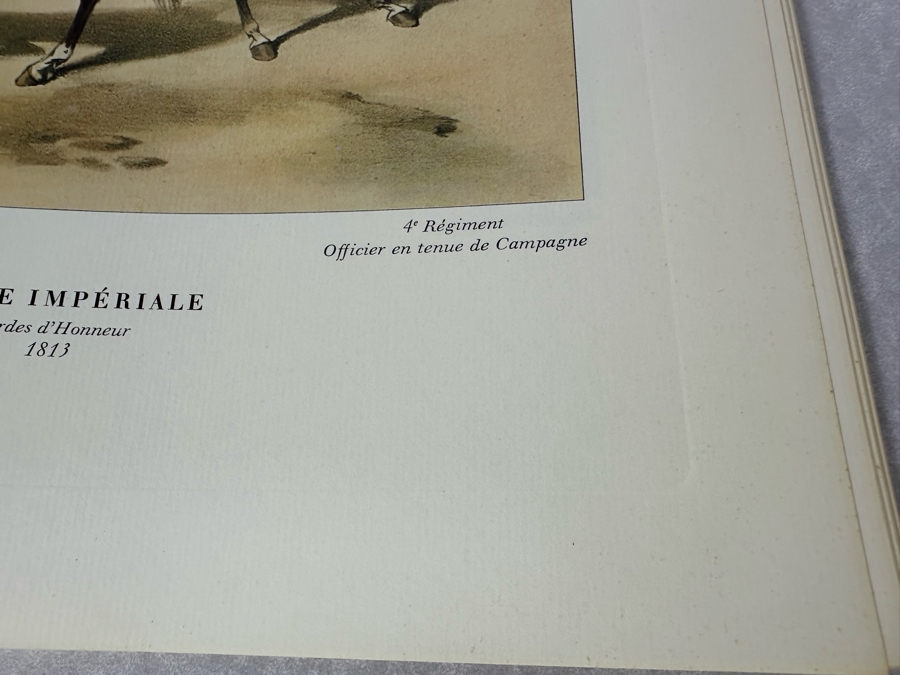 4ᵉ Régiment
Officier en tenue de Campagne
E IMPÉRIALE
rdes d'Honneur
1813